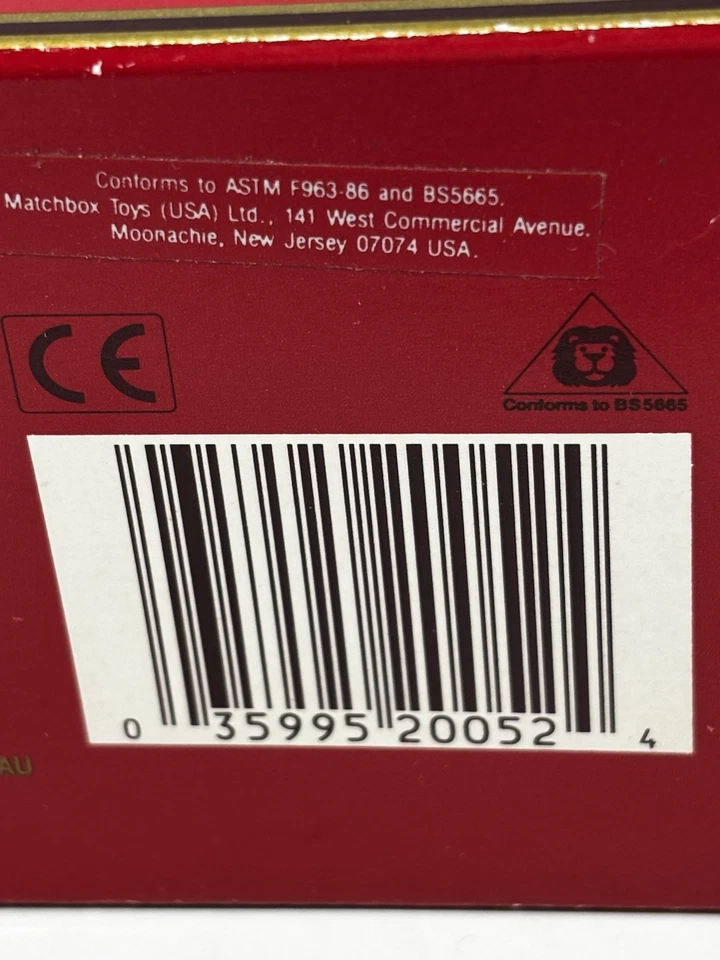 Conforms to ASTM F963-86 and BS5665.
Matchbox Toys (USA) Ltd., 141 West Commercial Avenue.
Moonachie, New Jersey 07074 USA.
CE
Conforms to BS5665
0 35995 20052 4
AU